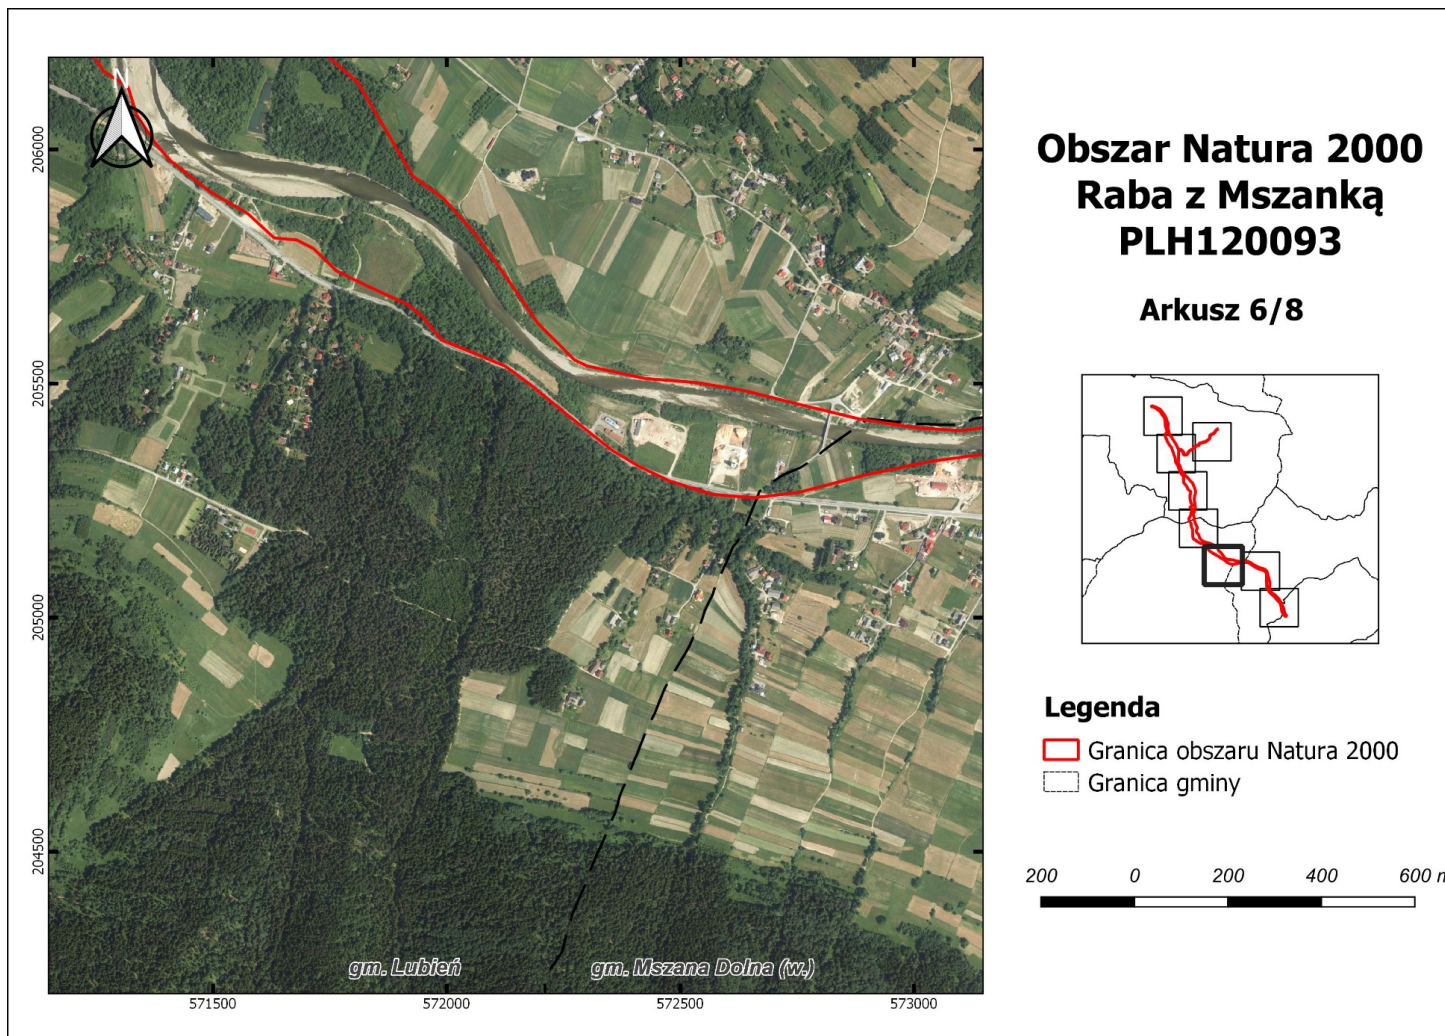 N
206000
205500
205000
204500
571500
572000
572500
573000
gm. Lubień
gm. Mszana Dolna (w.)
Obszar Natura 2000
Raba z Mszanką
PLH120093
Arkusz 6/8
Legenda
Granica obszaru Natura 2000
Granica gminy
200 0 200 400 600 m